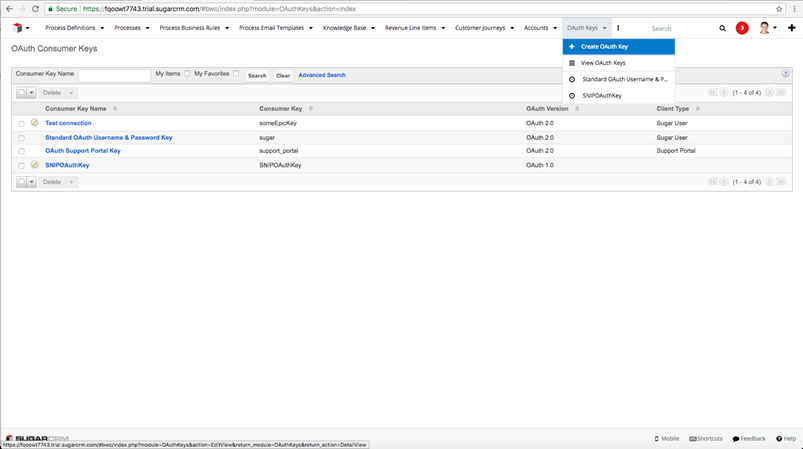 Secure https://fqoowt7743.trial.sugarcrm.com/#bwc/index.php?module=OAuthKeys&action=index
Process Definitions Processes Process Business Rules Process Email Templates Knowledge Base Revenue Line Items Customer Journeys Accounts OAuth Keys Search 3
OAuth Consumer Keys
Create OAuth Key
View OAuth Keys
Standard OAuth Username & P...
SNIPOAuthKey
Consumer Key Name My Items My Favorites Search Clear Advanced Search
Delete (1 - 4 of 4)
Consumer Key Name Consumer Key OAuth Version Client Type
Test connection someEpicKey OAuth 2.0 Sugar User
Standard OAuth Username & Password Key sugar OAuth 2.0 Sugar User
OAuth Support Portal Key support_portal OAuth 2.0 Support Portal
SNIPOAuthKey SNIPOAuthKey OAuth 1.0
Delete (1 - 4 of 4)
SUGARCRM Mobile Shortcuts Feedback Help
https://fqoowt7743.trial.sugarcrm.com/#bwc/index.php?module=OAuthKeys&action=EditView&return_module=OAuthKeys&return_action=DetailView